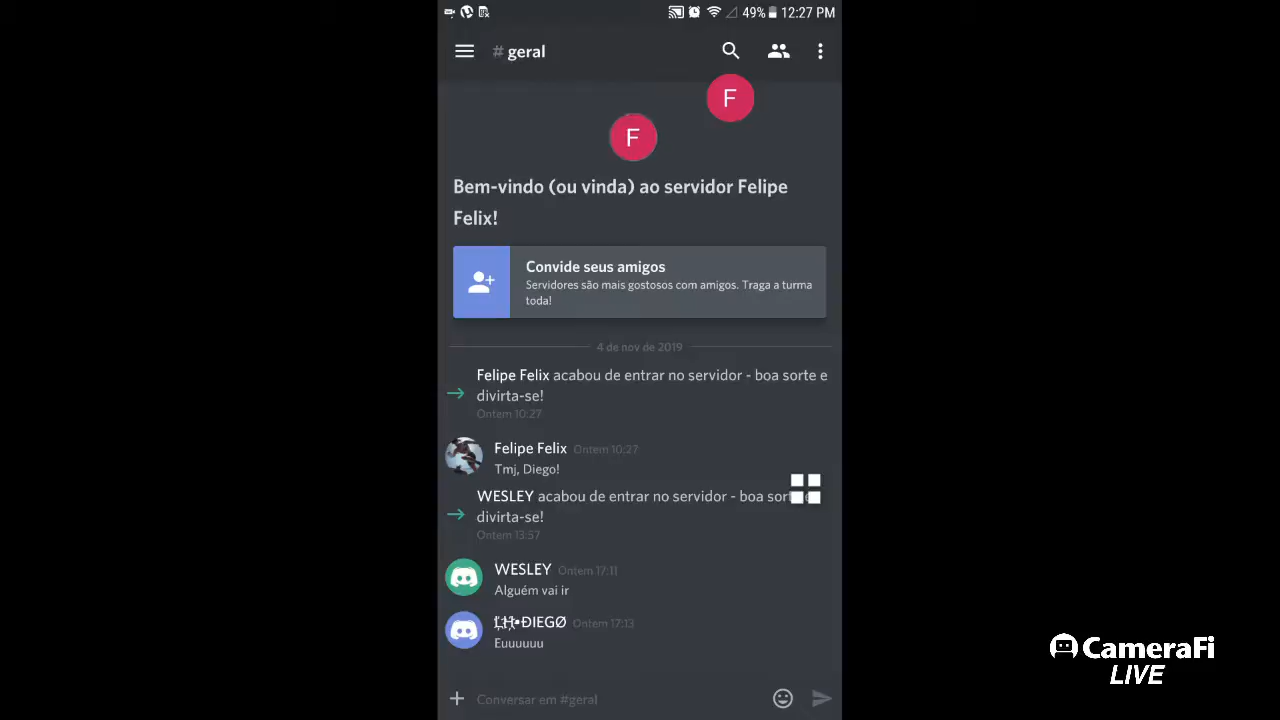 49% 12:27 PM
# geral
F
F
Bem-vindo (ou vinda) ao servidor Felipe
Felix!
Convide seus amigos
Servidores são mais gostosos com amigos. Traga a turma
toda!
4 de nov de 2019
Felipe Felix acabou de entrar no servidor - boa sorte e
divirta-se!
Ontem 10:27
Felipe Felix Ontem 10:27
Tmj, Diego!
WESLEY acabou de entrar no servidor - boa e
divirta-se!
Ontem 13:57
WESLEY Ontem 17:11
Alguém vai ir
•ĐIEGØ Ontem 17:13
Euuuuuu
Conversar em #geral
CameraFi
LIVE